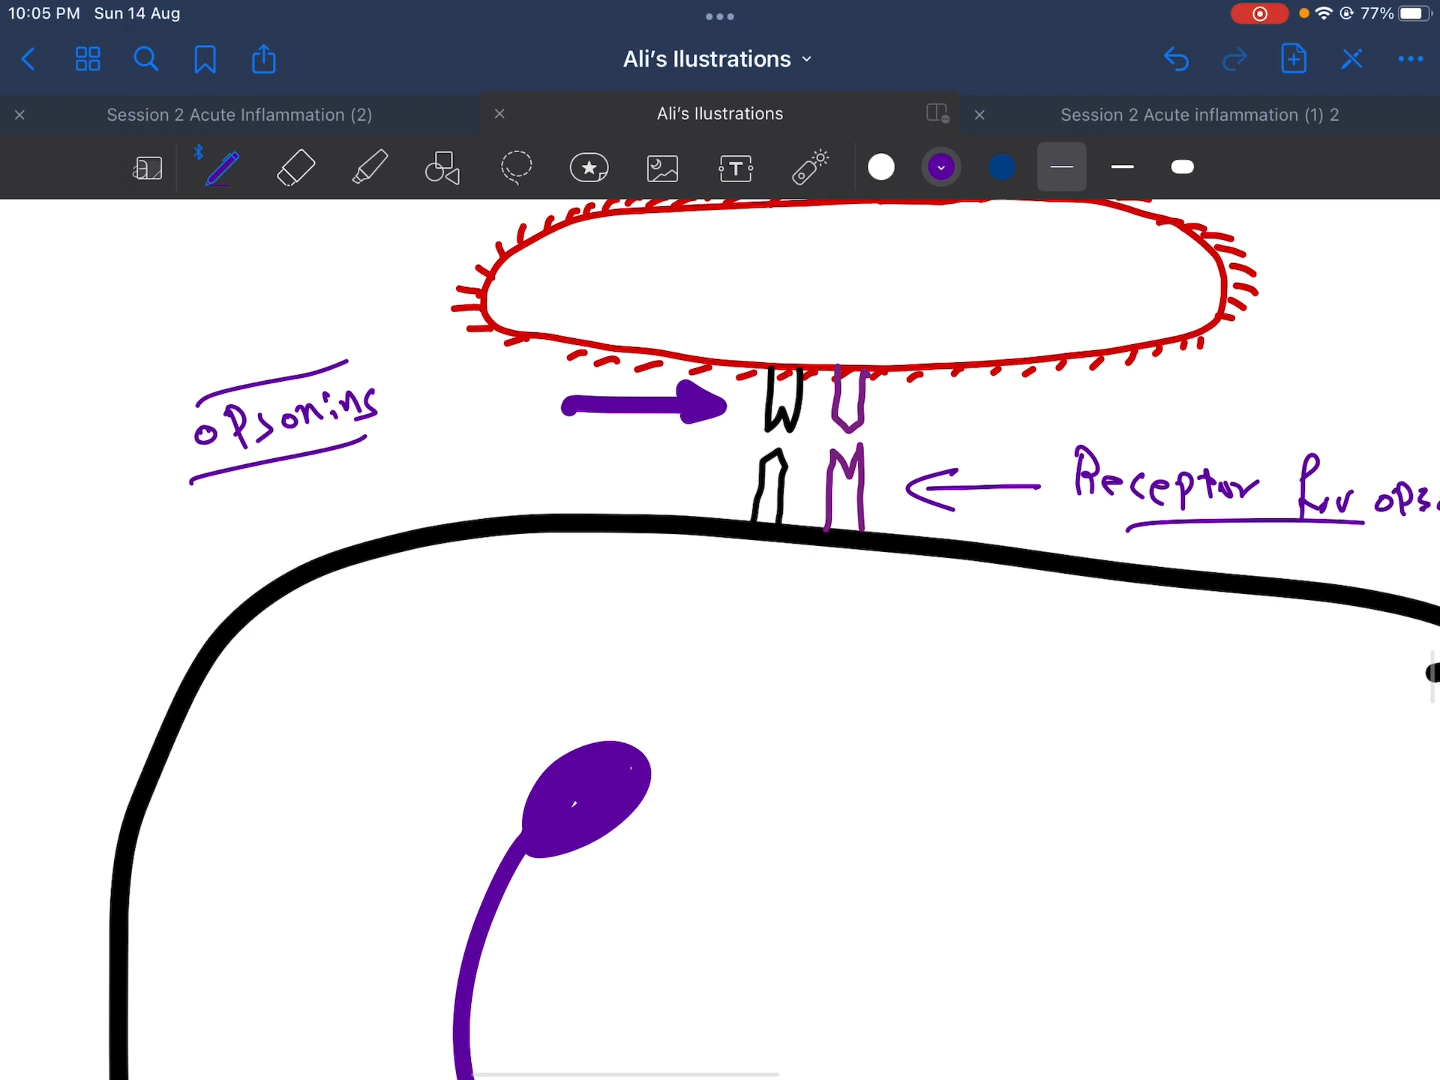 10:05 PM Sun 14 Aug
77%
Ali's Ilustrations
Session 2 Acute Inflammation (2)
Ali's Ilustrations
Session 2 Acute inflammation (1) 2
opsonins
Receptor for ops